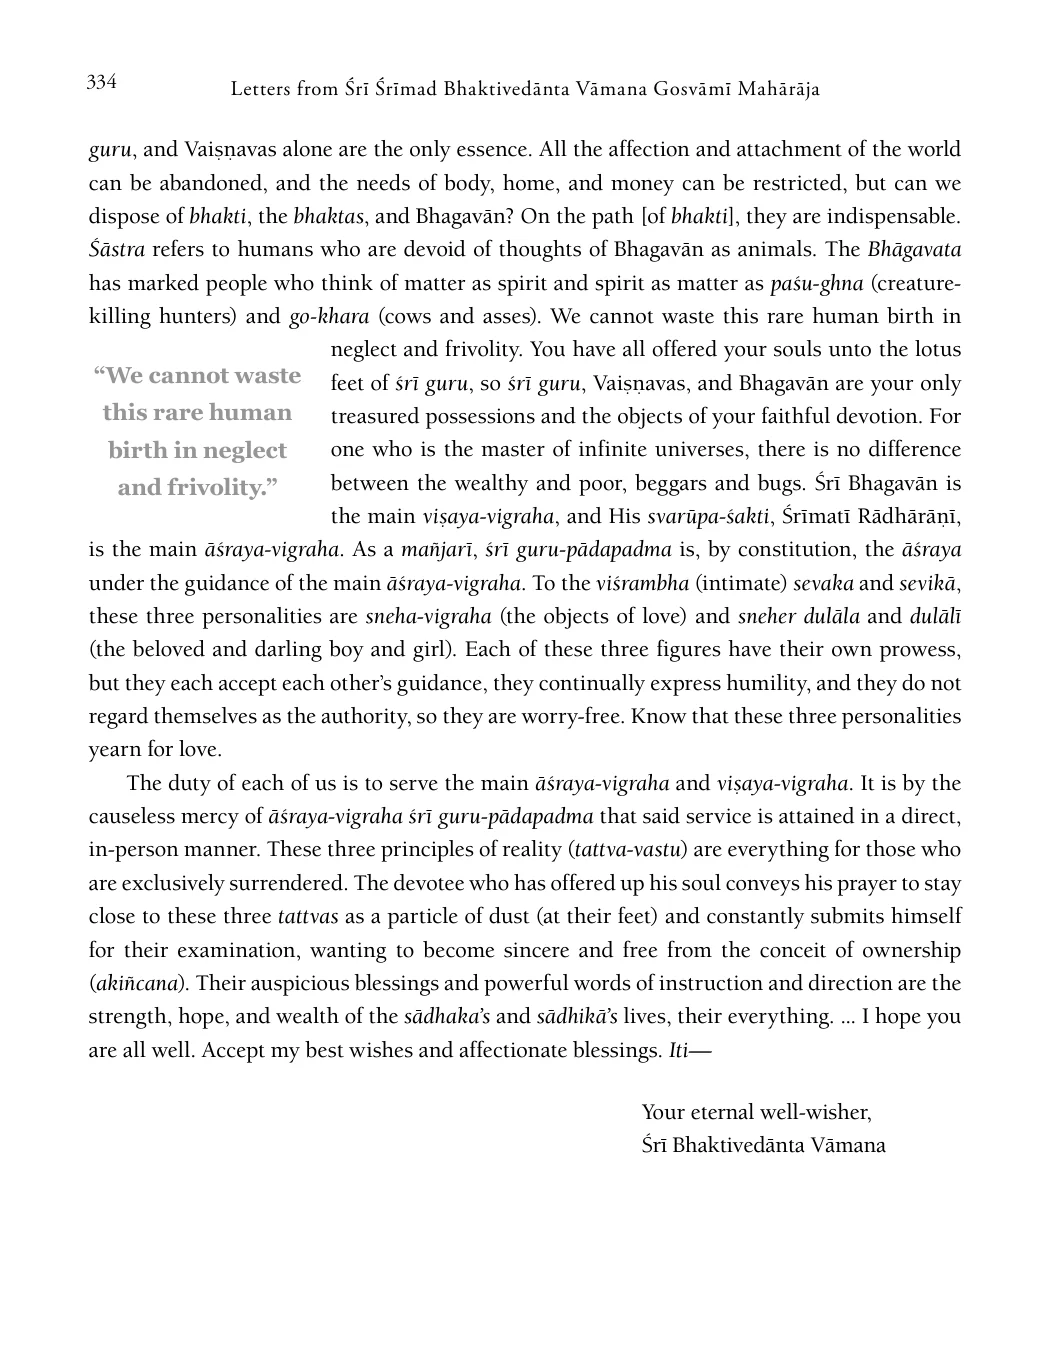 334
Letters from Śrī Śrīmad Bhaktivedānta Vāmana Gosvāmī Mahārāja
guru, and Vaiṣṇavas alone are the only essence. All the affection and attachment of the world
can be abandoned, and the needs of body, home, and money can be restricted, but can we
dispose of bhakti, the bhaktas, and Bhagavān? On the path [of bhakti], they are indispensable.
Śāstra refers to humans who are devoid of thoughts of Bhagavān as animals. The Bhāgavata
has marked people who think of matter as spirit and spirit as matter as paśu-ghna (creature-
killing hunters) and go-khara (cows and asses). We cannot waste this rare human birth in
neglect and frivolity. You have all offered your souls unto the lotus
feet of śrī guru, so śrī guru, Vaiṣṇavas, and Bhagavān are your only
treasured possessions and the objects of your faithful devotion. For
one who is the master of infinite universes, there is no difference
between the wealthy and poor, beggars and bugs. Śrī Bhagavān is
the main viṣaya-vigraha, and His svarūpa-śakti, Śrīmatī Rādhārāṇī,
“We cannot waste
this rare human
birth in neglect
and frivolity.”
is the main āśraya-vigraha. As a mañjarī, śrī guru-pādapadma is, by constitution, the āśraya
under the guidance of the main āśraya-vigraha. To the viśrambha (intimate) sevaka and sevikā,
these three personalities are sneha-vigraha (the objects of love) and sneher dulāla and dulālī
(the beloved and darling boy and girl). Each of these three figures have their own prowess,
but they each accept each other’s guidance, they continually express humility, and they do not
regard themselves as the authority, so they are worry-free. Know that these three personalities
yearn for love.
The duty of each of us is to serve the main āśraya-vigraha and viṣaya-vigraha. It is by the
causeless mercy of āśraya-vigraha śrī guru-pādapadma that said service is attained in a direct,
in-person manner. These three principles of reality (tattva-vastu) are everything for those who
are exclusively surrendered. The devotee who has offered up his soul conveys his prayer to stay
close to these three tattvas as a particle of dust (at their feet) and constantly submits himself
for their examination, wanting to become sincere and free from the conceit of ownership
(akiñcana). Their auspicious blessings and powerful words of instruction and direction are the
strength, hope, and wealth of the sādhaka’s and sādhikā’s lives, their everything. ... I hope you
are all well. Accept my best wishes and affectionate blessings. Iti—
Your eternal well-wisher,
Śrī Bhaktivedānta Vāmana